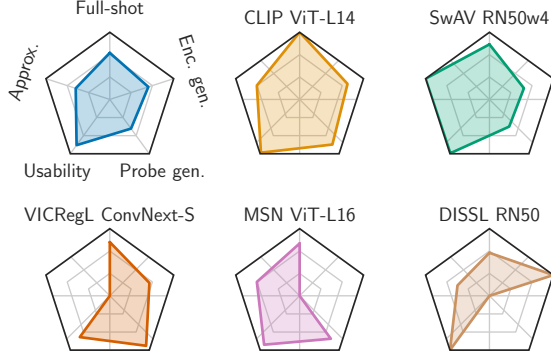 Full-shot
CLIP ViT-L14
SwAV RN50w4
Approx.
Enc. gen.
Usability
Probe gen.
VICRegL ConvNext-S
MSN ViT-L16
DISSL RN50